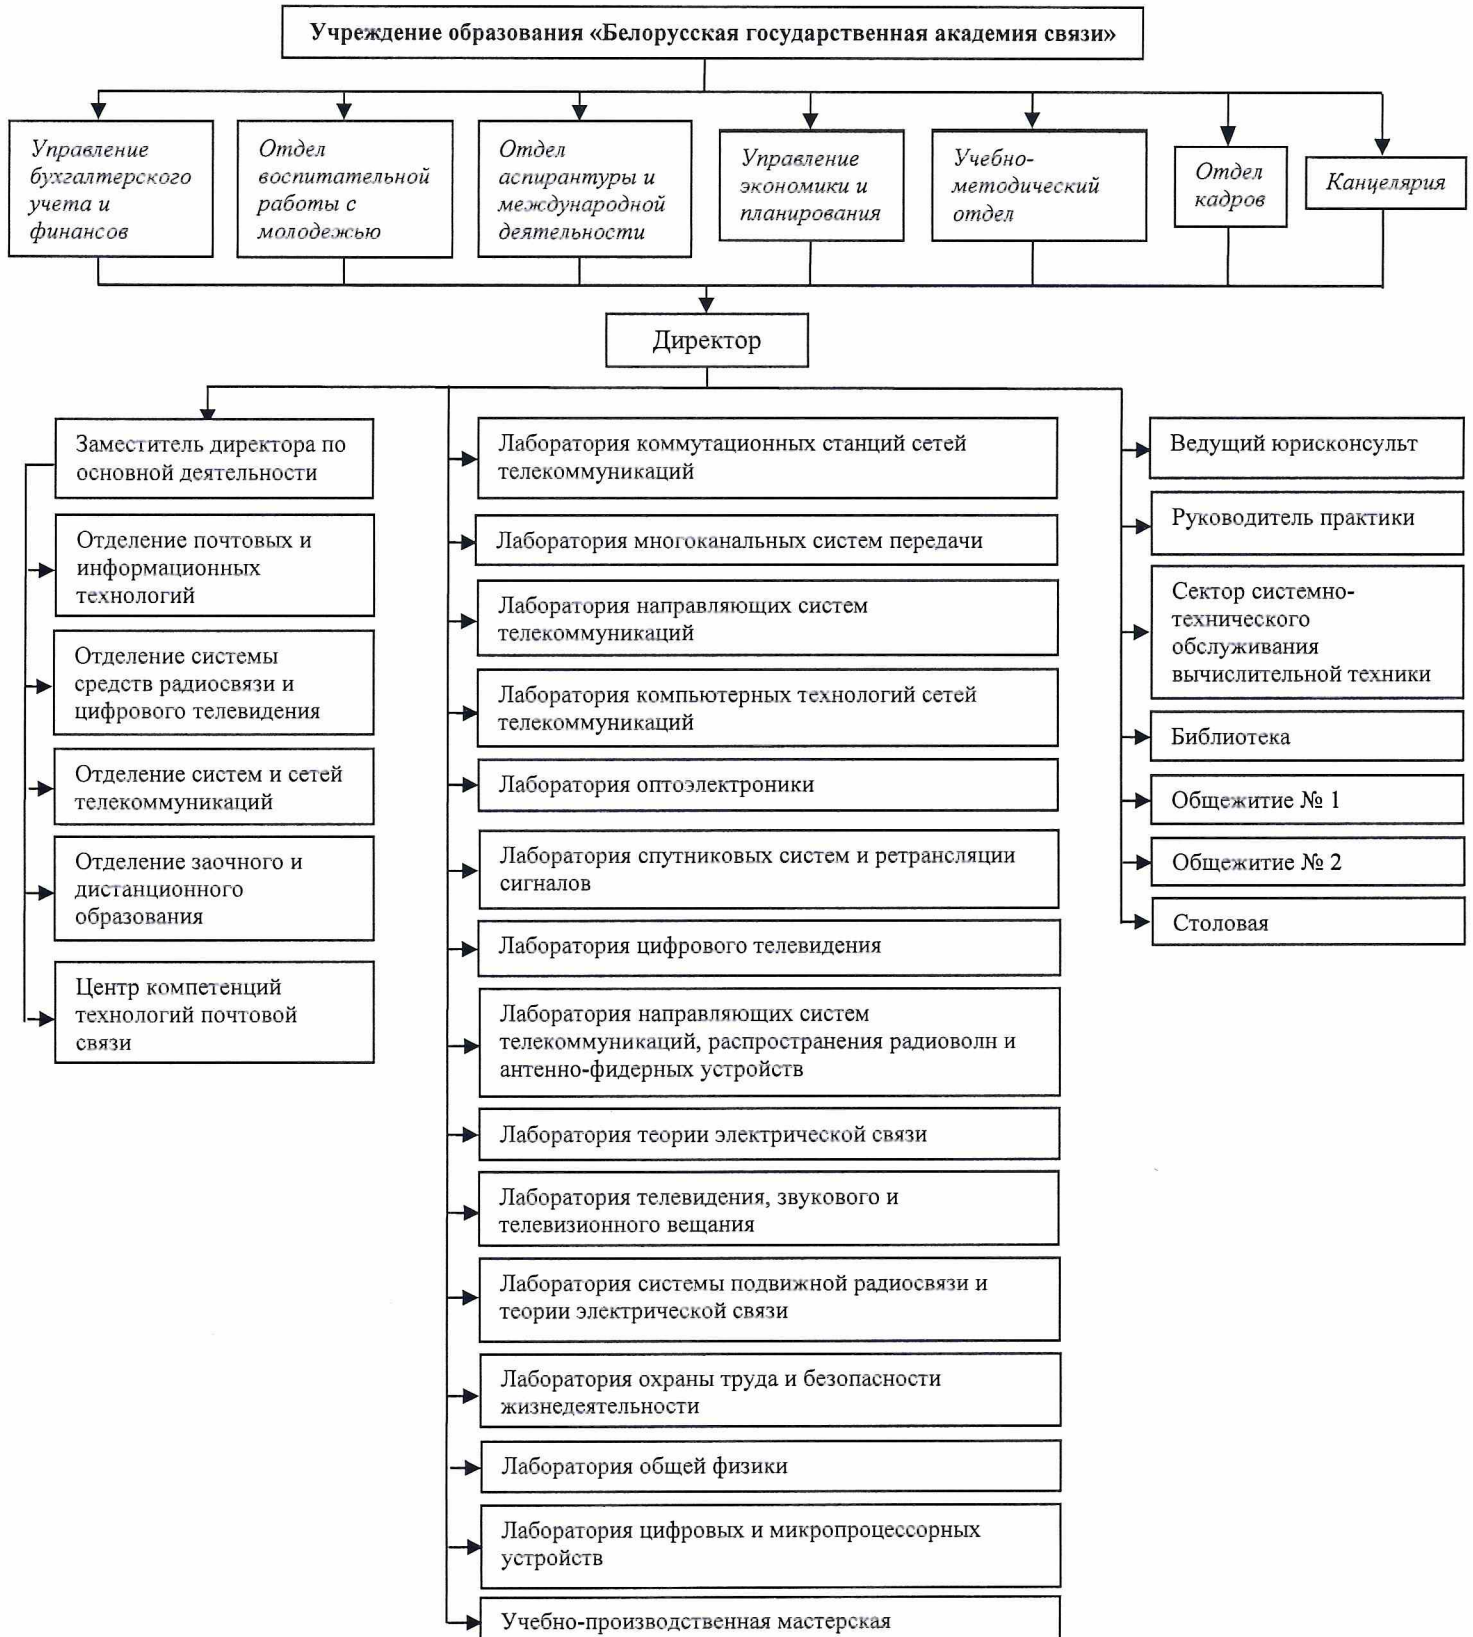 Учреждение образования «Белорусская государственная академия связи»
Управление
бухгалтерского
учета и
финансов
Отдел
воспитательной
работы с
молодежью
Отдел
аспирантуры и
международной
деятельности
Управление
экономики и
планирования
Учебно-
методический
отдел
Отдел
кадров
Канцелярия
Директор
Заместитель директора по
основной деятельности
Отделение почтовых и
информационных
технологий
Отделение системы
средств радиосвязи и
цифрового телевидения
Отделение систем и сетей
телекоммуникаций
Отделение заочного и
дистанционного
образования
Центр компетенций
технологий почтовой
связи
Лаборатория коммутационных станций сетей
телекоммуникаций
Лаборатория многоканальных систем передачи
Лаборатория направляющих систем
телекоммуникаций
Лаборатория компьютерных технологий сетей
телекоммуникаций
Лаборатория оптоэлектроники
Лаборатория спутниковых систем и ретрансляции
сигналов
Лаборатория цифрового телевидения
Лаборатория направляющих систем
телекоммуникаций, распространения радиоволн и
антенно-фидерных устройств
Лаборатория теории электрической связи
Лаборатория телевидения, звукового и
телевизионного вещания
Лаборатория системы подвижной радиосвязи и
теории электрической связи
Лаборатория охраны труда и безопасности
жизнедеятельности
Лаборатория общей физики
Лаборатория цифровых и микропроцессорных
устройств
Учебно-производственная мастерская
Ведущий юрисконсульт
Руководитель практики
Сектор системно-
технического
обслуживания
вычислительной техники
Библиотека
Общежитие № 1
Общежитие № 2
Столовая